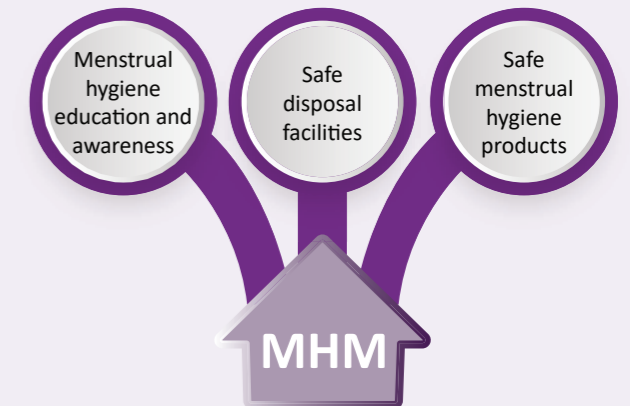 Menstrual
hygiene
education and
awareness
Safe
disposal
facilities
Safe
menstrual
hygiene
products
MHM